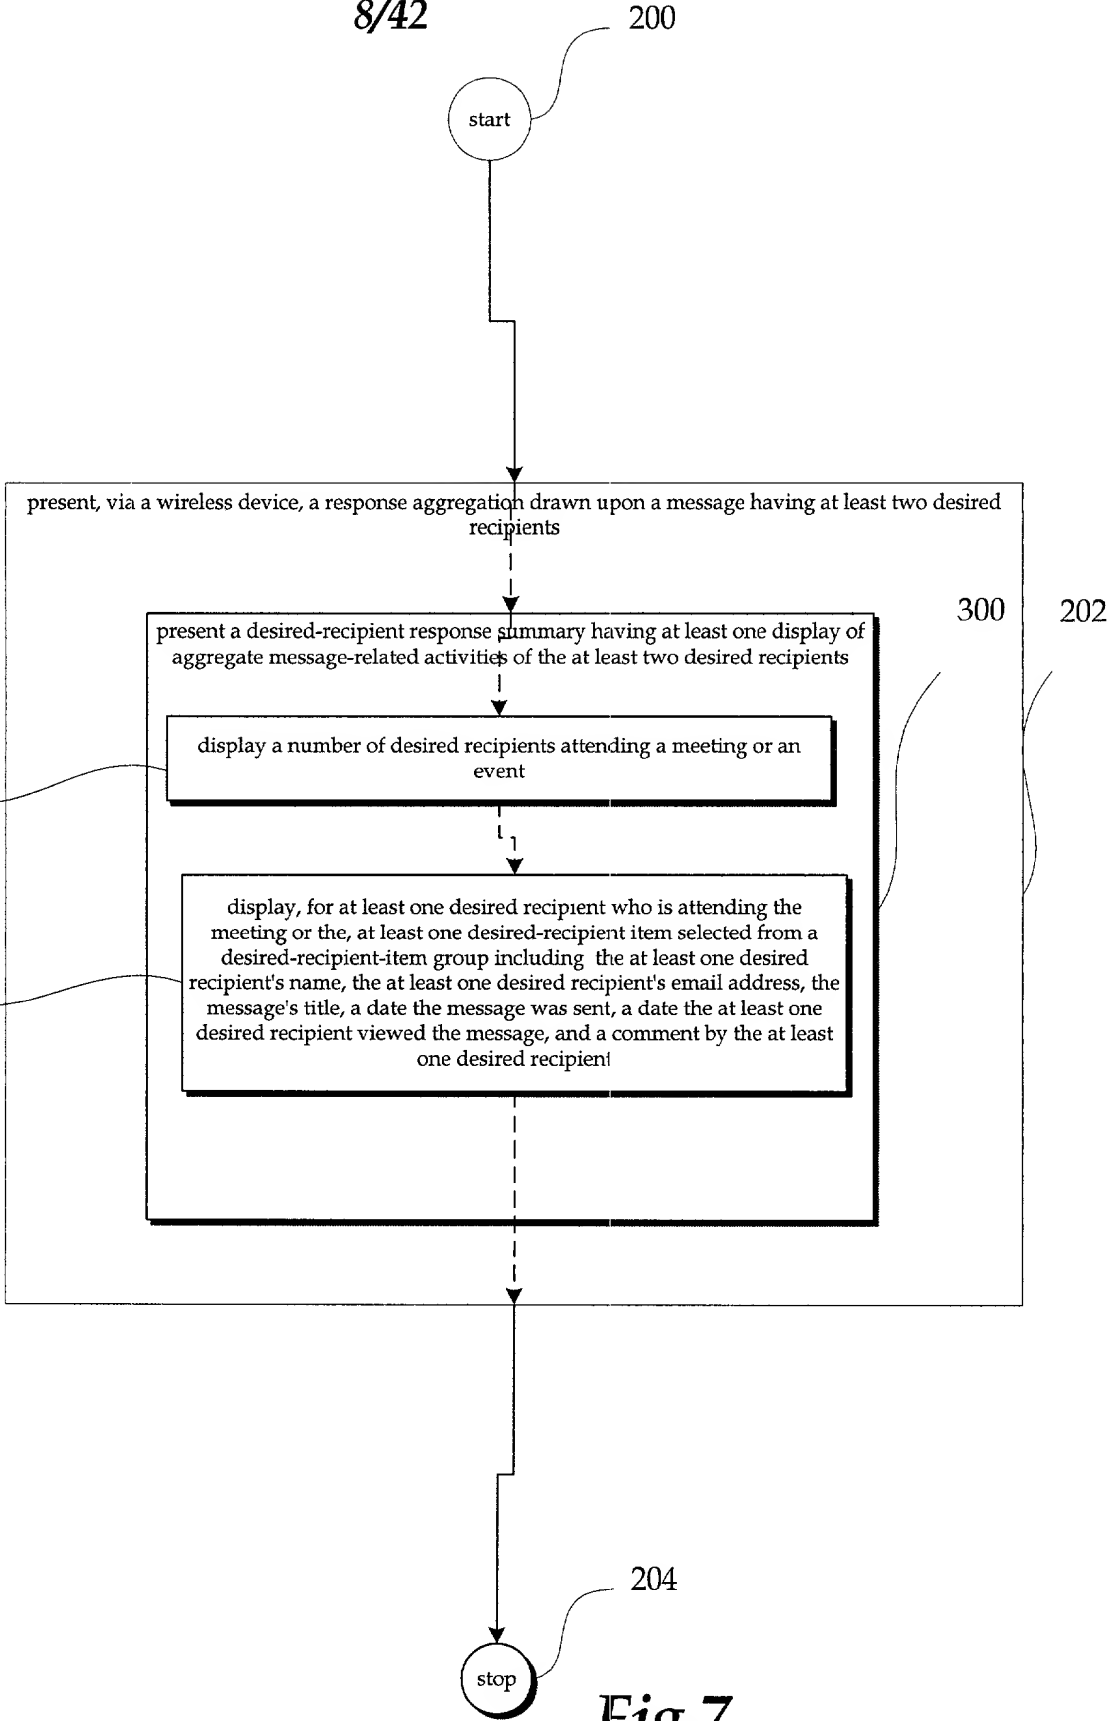 8/42
200
start
present, via a wireless device, a response aggregation drawn upon a message having at least two desired
recipients
300
202
present a desired-recipient response summary having at least one display of
aggregate message-related activities of the at least two desired recipients
display a number of desired recipients attending a meeting or an
event
display, for at least one desired recipient who is attending the
meeting or the, at least one desired-recipient item selected from a
desired-recipient-item group including the at least one desired
recipient's name, the at least one desired recipient's email address, the
message's title, a date the message was sent, a date the at least one
desired recipient viewed the message, and a comment by the at least
one desired recipient
204
stop
Fig.7